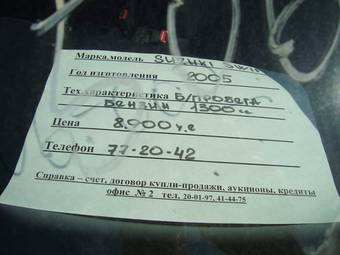 Марка.модель SUZUKI SWIFT
Год изготовления 2005
Тех.характеристика Б/ПРОБЕГА
БЕНЗИН 1300 cc
Цена 8.000 у.е
Телефон 77-20-42
Справка – счет, договор купли-продажи, аукционы, кредиты
офис № 2 тел. 20-01-97, 41-44-75